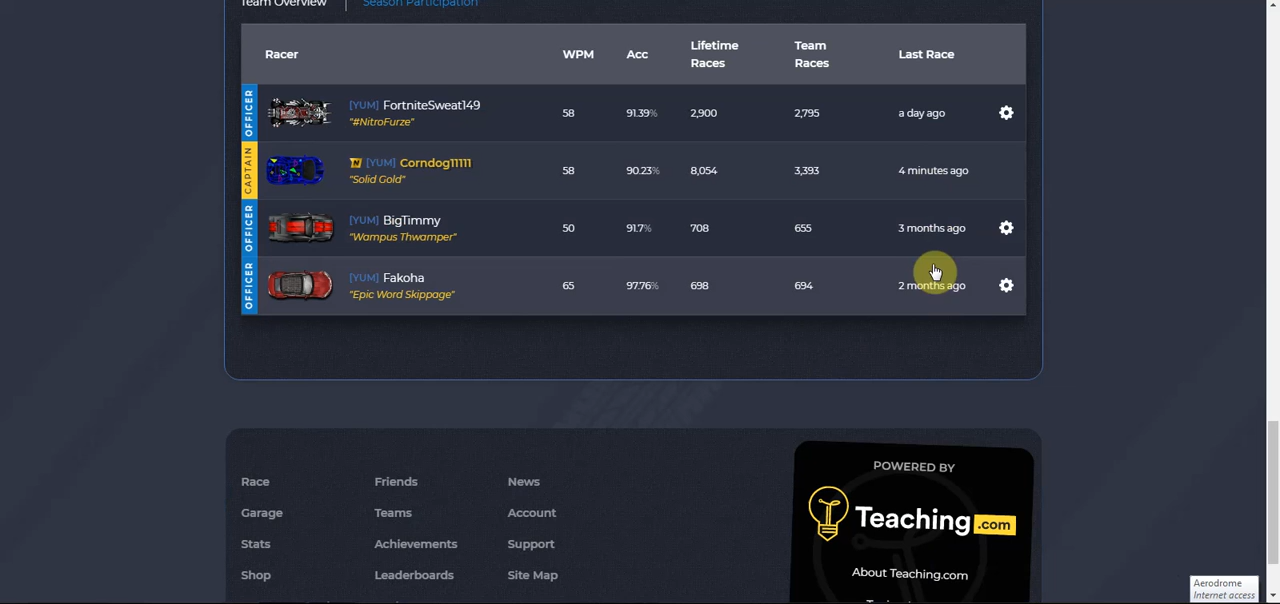 Team Overview | Season Participation
Racer WPM Acc Lifetime Races Team Races Last Race
OFFICER [YUM] FortniteSweat149 58 91.39% 2,900 2,795 a day ago
"#NitroFurze"
CAPTAIN N [YUM] Corndog11111 58 90.23% 8,054 3,393 4 minutes ago
"Solid Gold"
OFFICER [YUM] BigTimmy 50 91.7% 708 655 3 months ago
"Wampus Thwamper"
OFFICER [YUM] Fakoha 65 97.76% 698 694 2 months ago
"Epic Word Skippage"
POWERED BY
Race Friends News
Garage Teams Account
Teaching.com
Stats Achievements Support
Shop Leaderboards Site Map
About Teaching.com
Aerodrome
Internet access